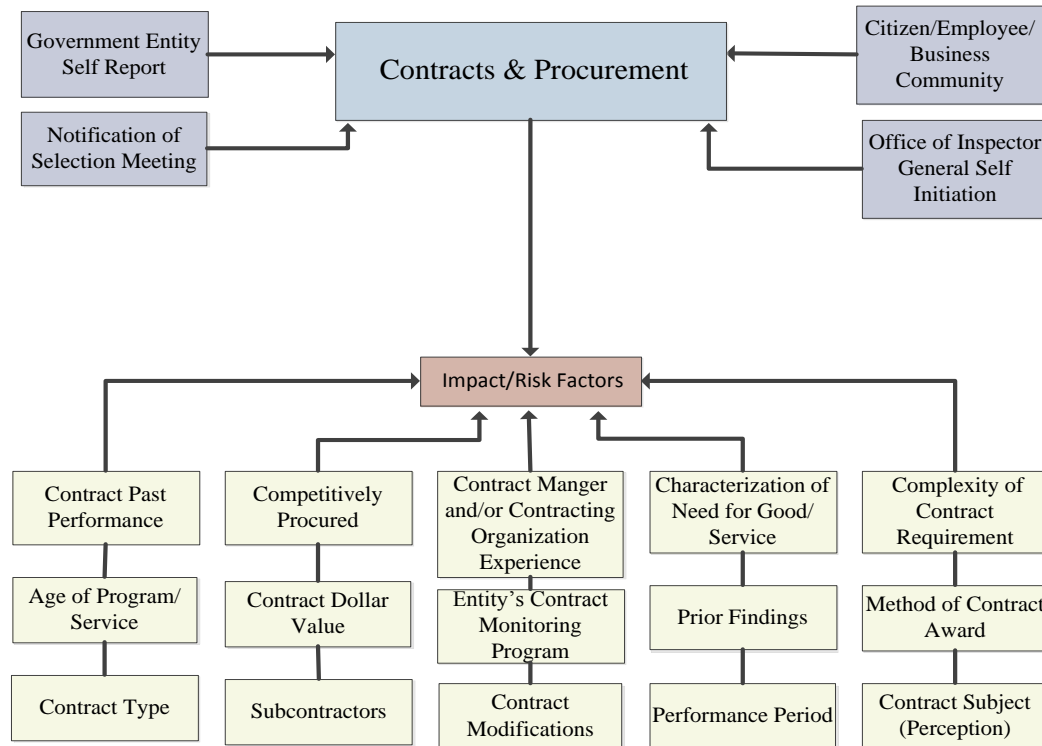 Government Entity
Self Report
Contracts & Procurement
Citizen/Employee/
Business
Community
Notification of
Selection Meeting
Office of Inspector
General Self
Initiation
Impact/Risk Factors
Contract Past
Performance
Competitively
Procured
Contract Manger
and/or Contracting
Organization
Experience
Characterization of
Need for Good/
Service
Complexity of
Contract
Requirement
Age of Program/
Service
Contract Dollar
Value
Entity's Contract
Monitoring
Program
Prior Findings
Method of Contract
Award
Contract Type
Subcontractors
Contract
Modifications
Performance Period
Contract Subject
(Perception)